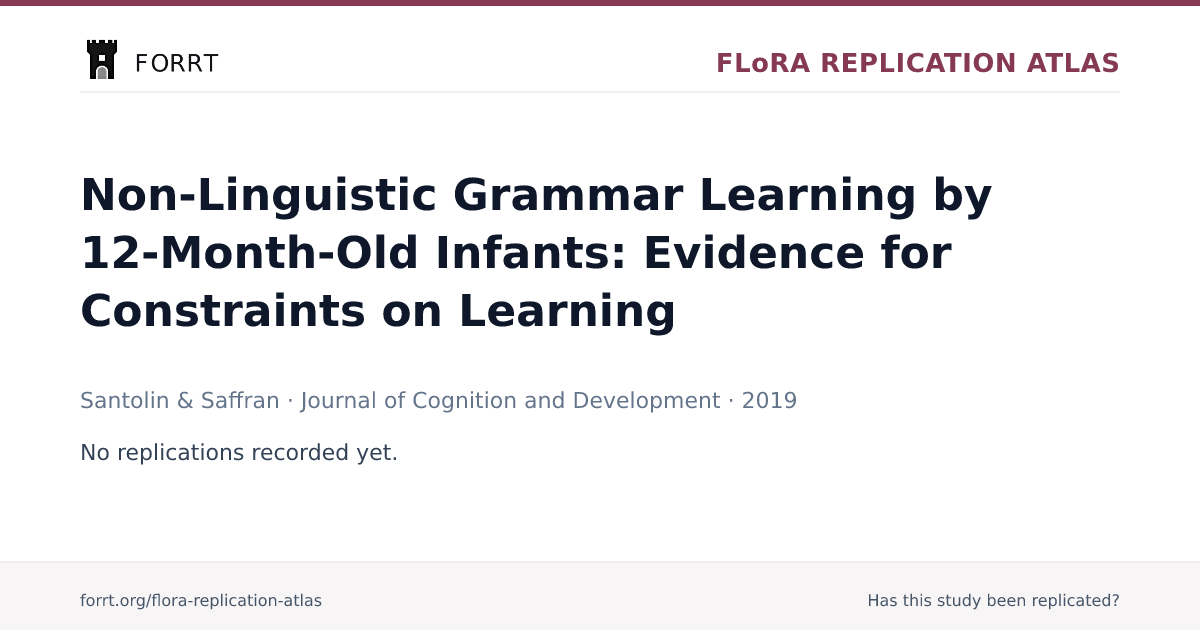 FORRT
FLoRA REPLICATION ATLAS
Non-Linguistic Grammar Learning by
12-Month-Old Infants: Evidence for
Constraints on Learning
Santolin & Saffran · Journal of Cognition and Development · 2019
No replications recorded yet.
forrt.org/flora-replication-atlas
Has this study been replicated?